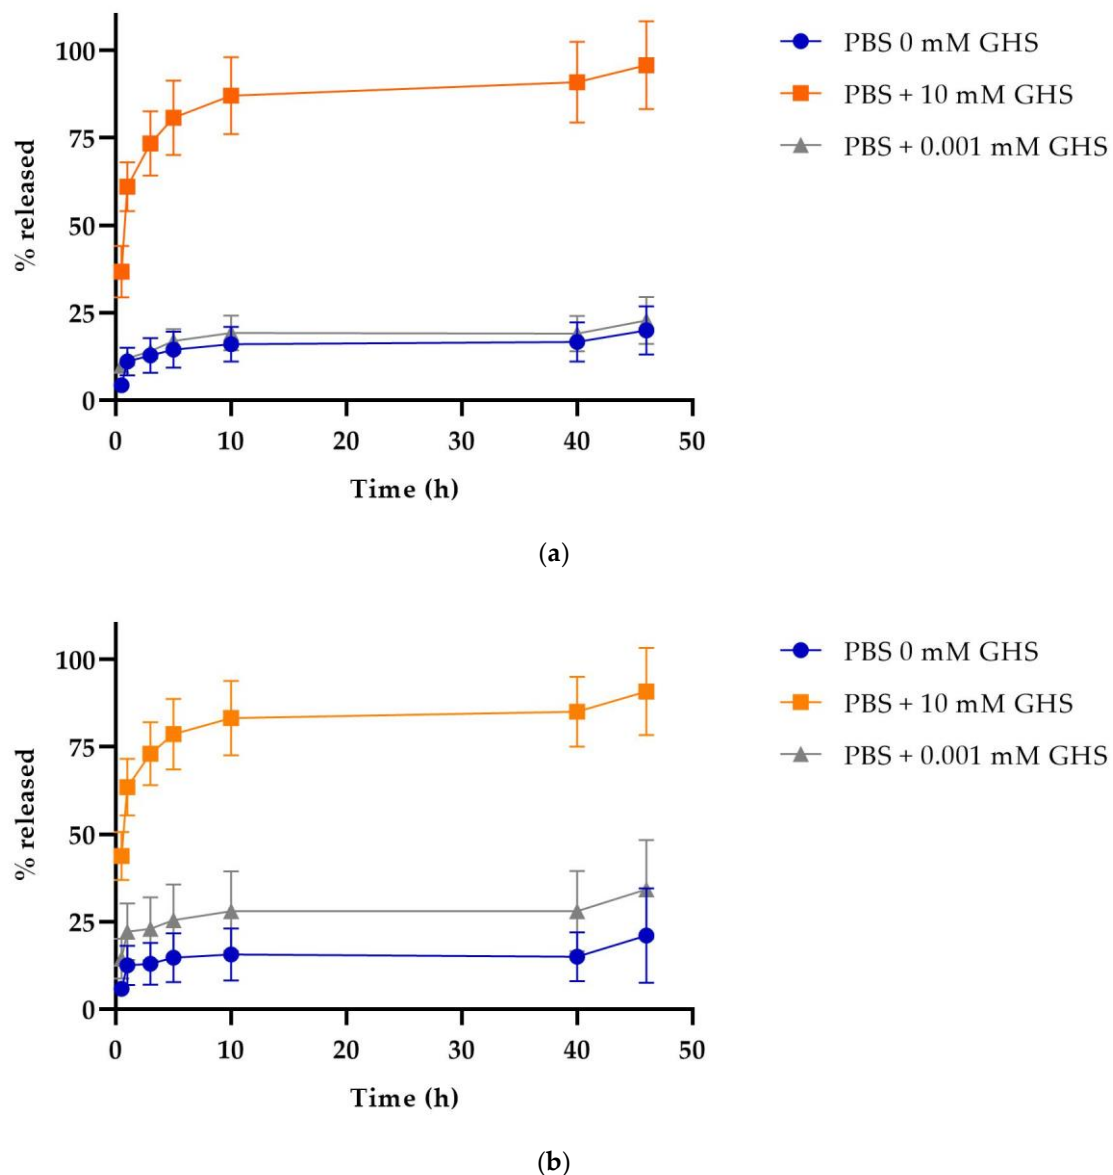 100
75
50
25
0
% released
0 10 20 30 40 50
Time (h)
PBS 0 mM GHS
PBS + 10 mM GHS
PBS + 0.001 mM GHS
(a)
100
75
50
25
0
% released
0 10 20 30 40 50
Time (h)
PBS 0 mM GHS
PBS + 10 mM GHS
PBS + 0.001 mM GHS
(b)